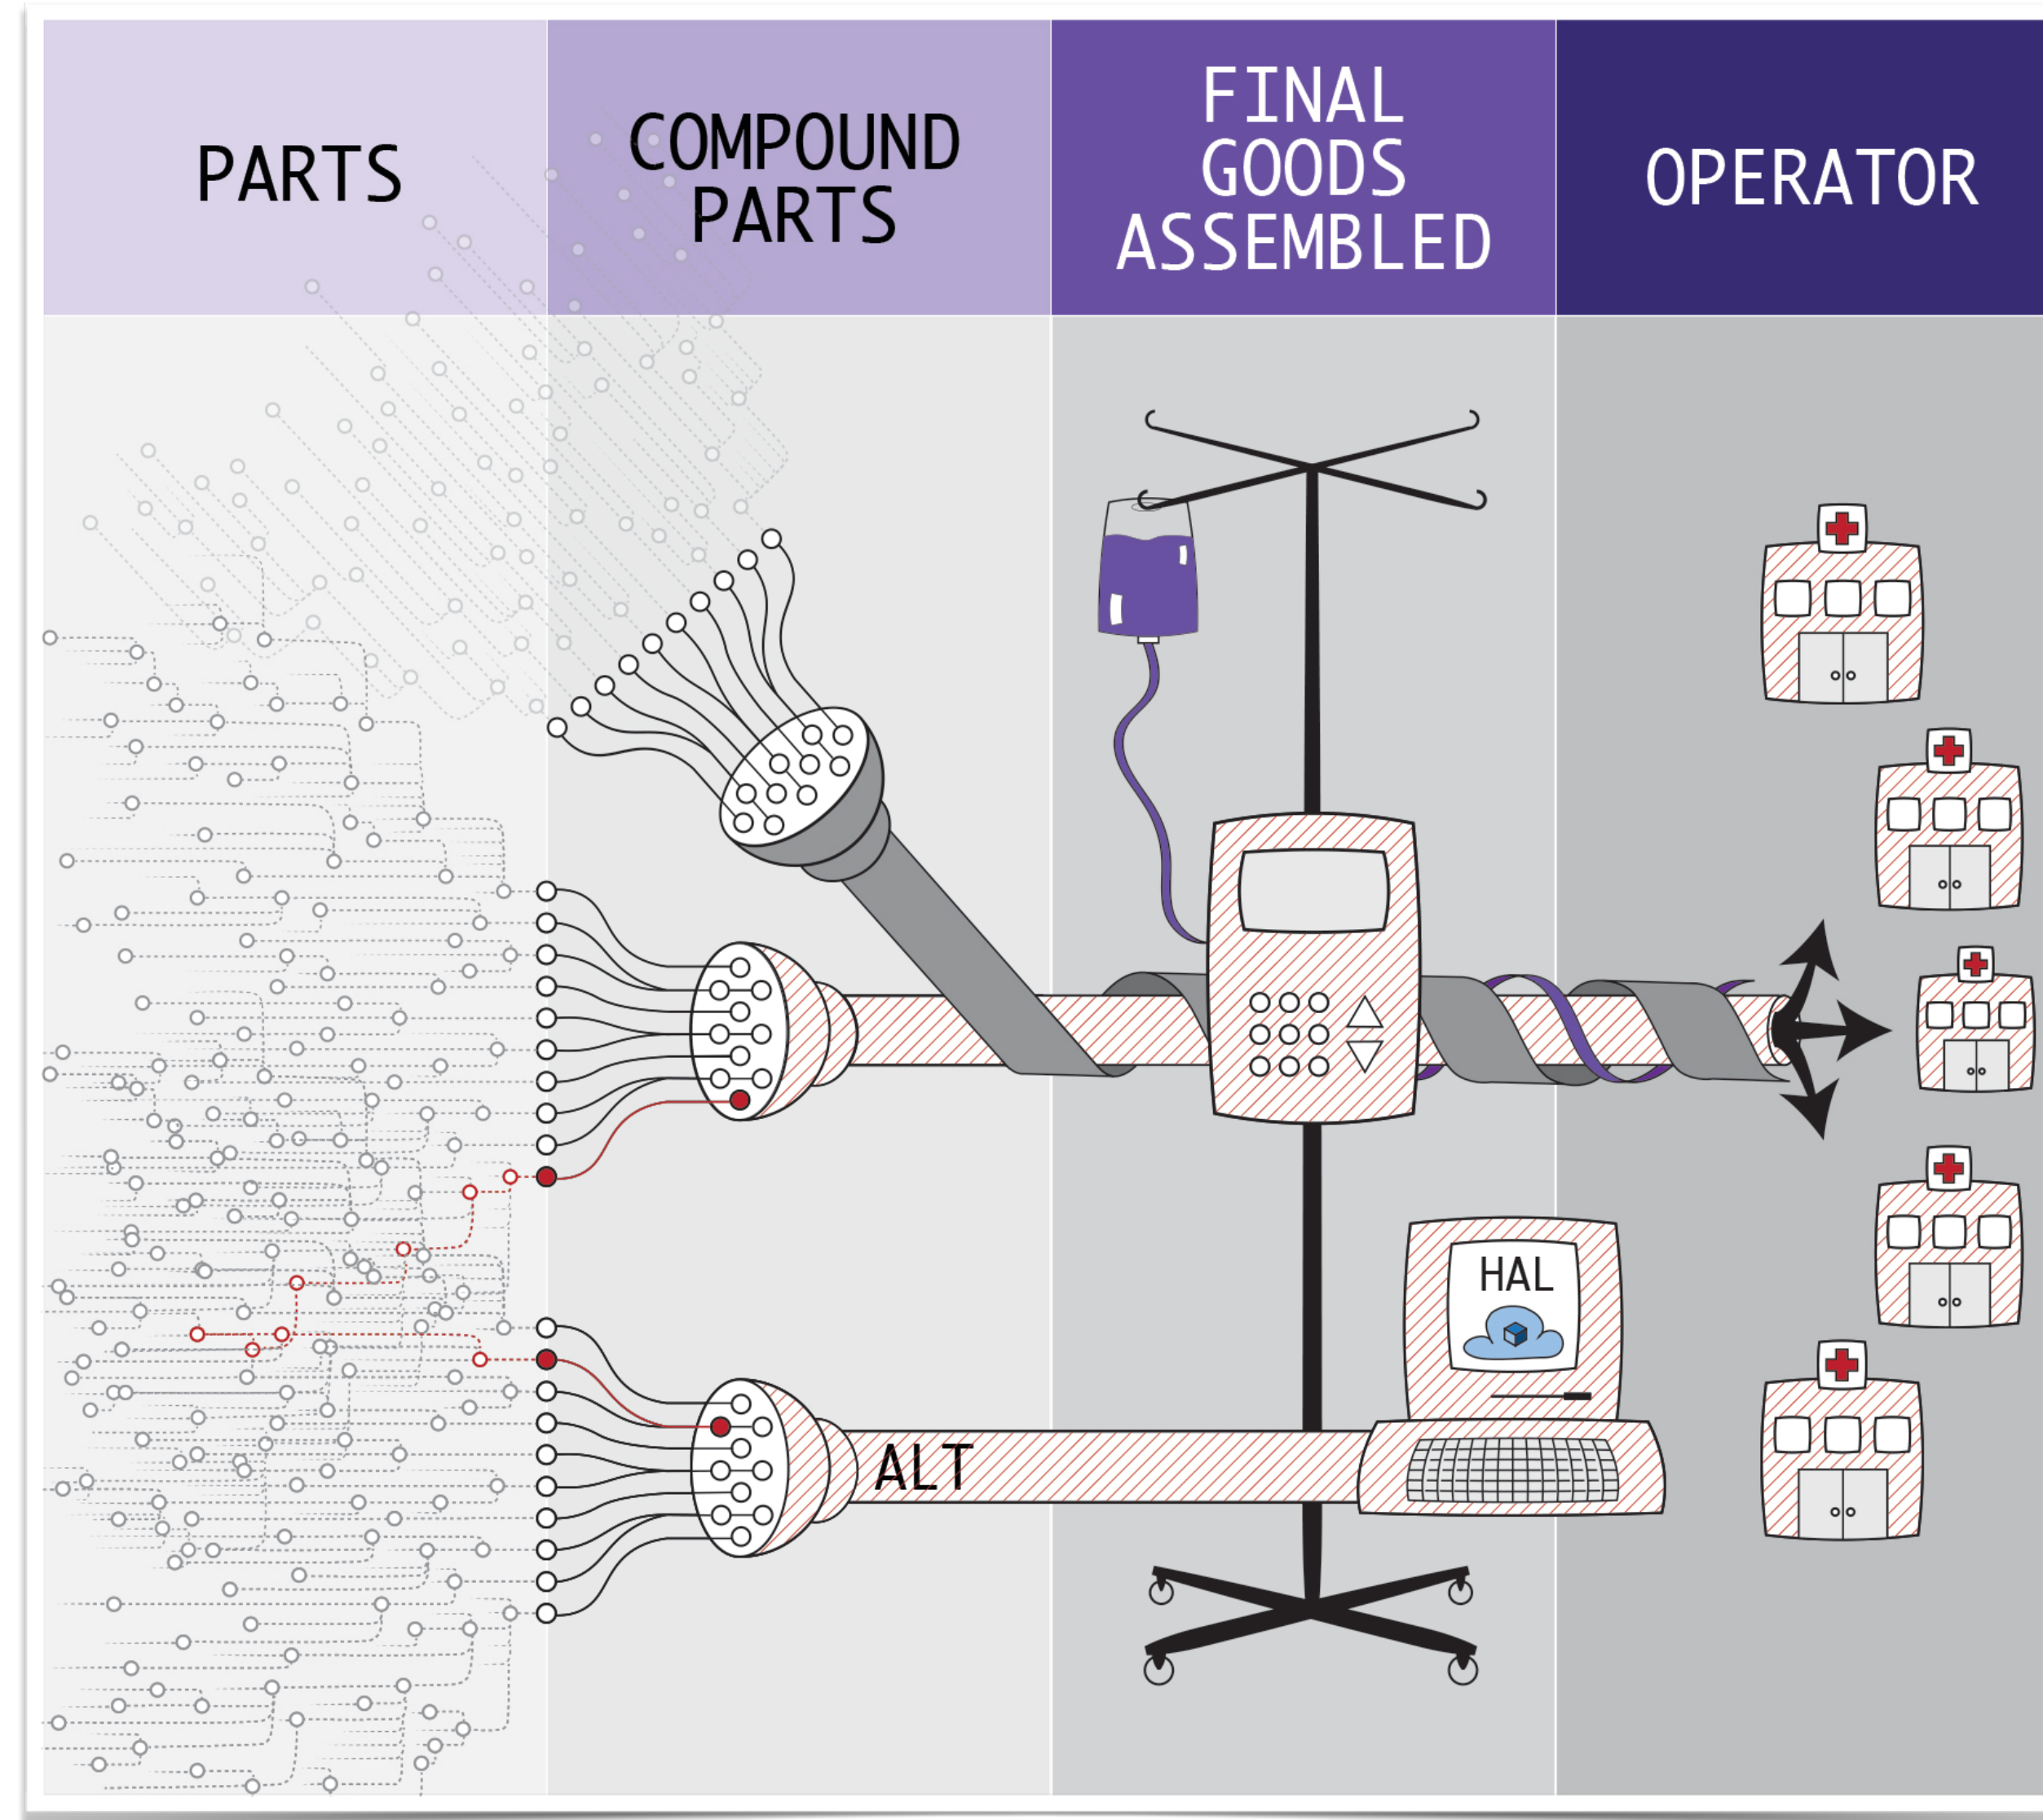 PARTS
COMPOUND
PARTS
FINAL
GOODS
ASSEMBLED
OPERATOR
HAL
ALT